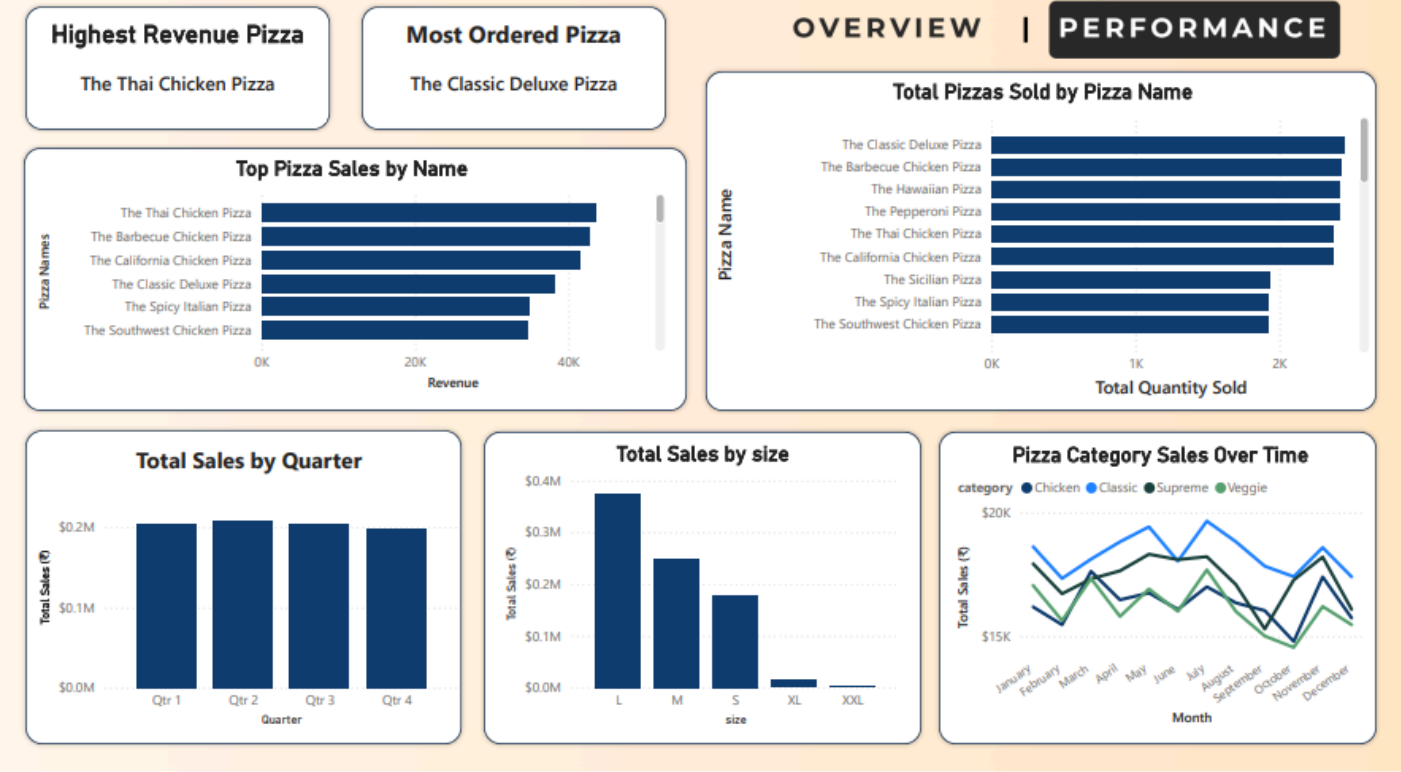 Highest Revenue Pizza
The Thai Chicken Pizza
Most Ordered Pizza
The Classic Deluxe Pizza
OVERVIEW | PERFORMANCE
Top Pizza Sales by Name
Pizza Names
The Thai Chicken Pizza
The Barbecue Chicken Pizza
The California Chicken Pizza
The Classic Deluxe Pizza
The Spicy Italian Pizza
The Southwest Chicken Pizza
0K 20K 40K
Revenue
Total Pizzas Sold by Pizza Name
Pizza Name
The Classic Deluxe Pizza
The Barbecue Chicken Pizza
The Hawaiian Pizza
The Pepperoni Pizza
The Thai Chicken Pizza
The California Chicken Pizza
The Sicilian Pizza
The Spicy Italian Pizza
The Southwest Chicken Pizza
0K 1K 2K
Total Quantity Sold
Total Sales by Quarter
Total Sales (₹)
$0.2M
$0.1M
$0.0M
Qtr 1 Qtr 2 Qtr 3 Qtr 4
Quarter
Total Sales by size
Total Sales (₹)
$0.4M
$0.3M
$0.2M
$0.1M
$0.0M
L M S XL XXL
size
Pizza Category Sales Over Time
category Chicken Classic Supreme Veggie
Total Sales (₹)
$20K
$15K
January February March April May June July August September October November December
Month